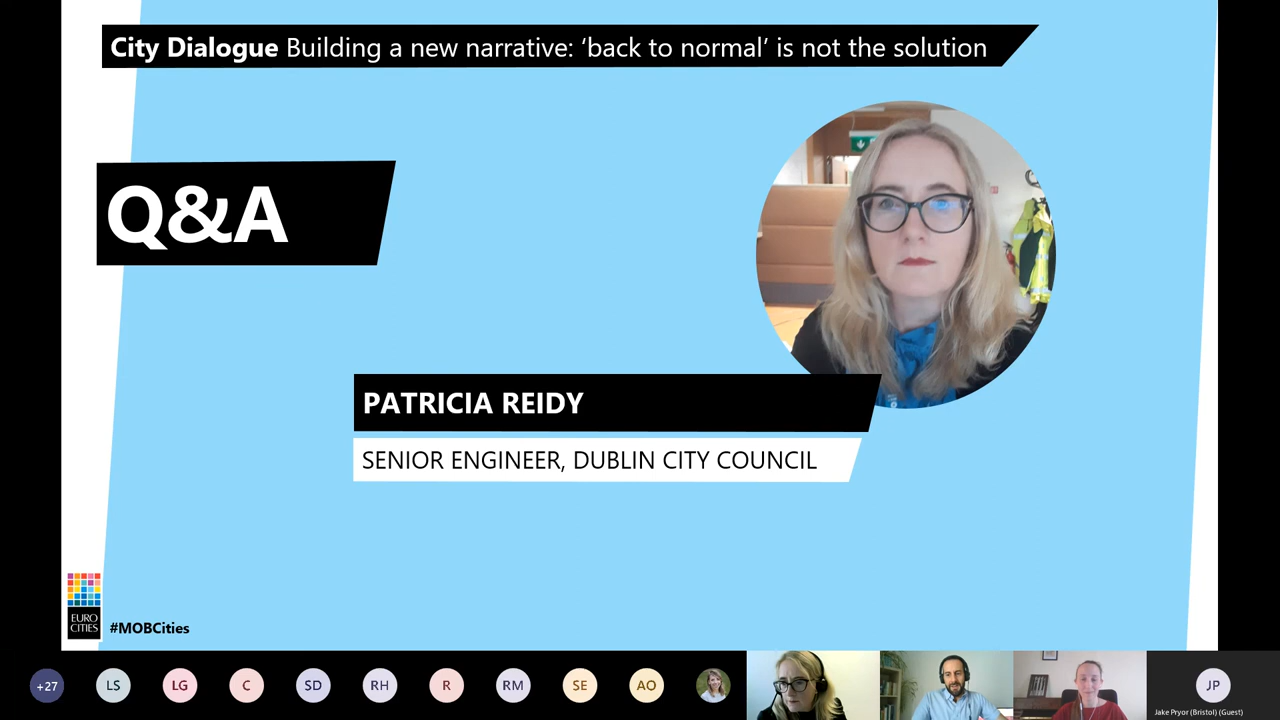 City Dialogue Building a new narrative: ‘back to normal’ is not the solution
Q&A
PATRICIA REIDY
SENIOR ENGINEER, DUBLIN CITY COUNCIL
EURO
CITIES
#MOBCities
+27
LS
LG
C
SD
RH
R
RM
SE
AO
JP
Jake Pryor (Bristol) (Guest)